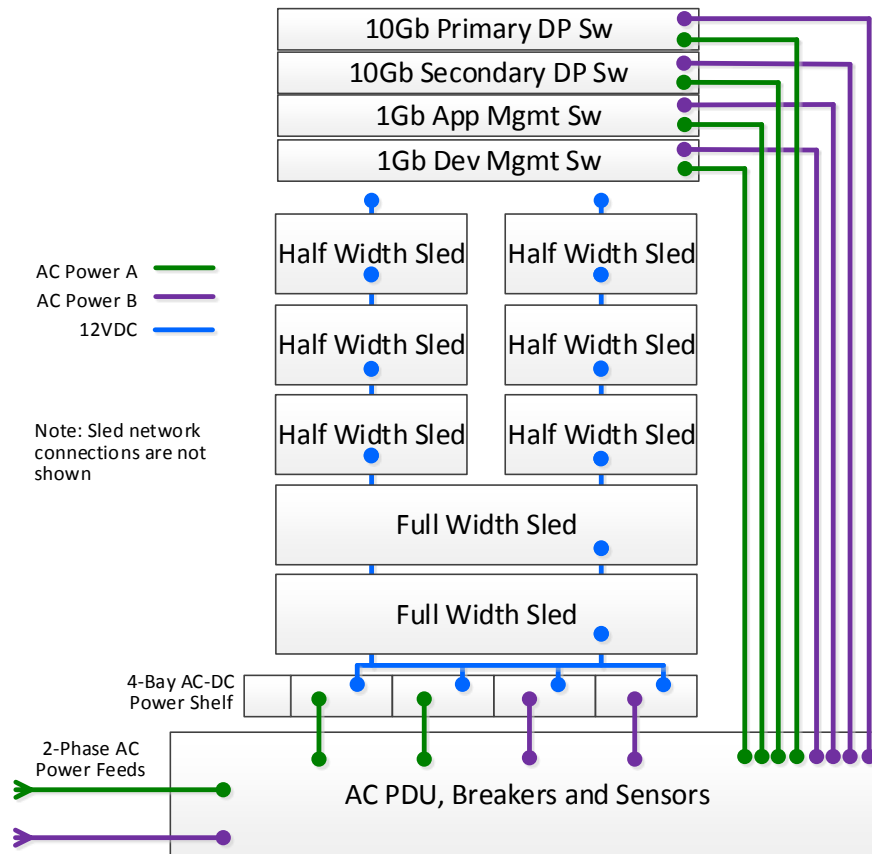 10Gb Primary DP Sw
10Gb Secondary DP Sw
1Gb App Mgmt Sw
1Gb Dev Mgmt Sw
Half Width Sled
Half Width Sled
AC Power A
AC Power B
12VDC
Half Width Sled
Half Width Sled
Note: Sled network
connections are not
shown
Half Width Sled
Half Width Sled
Full Width Sled
Full Width Sled
4-Bay AC-DC
Power Shelf
2-Phase AC
Power Feeds
AC PDU, Breakers and Sensors